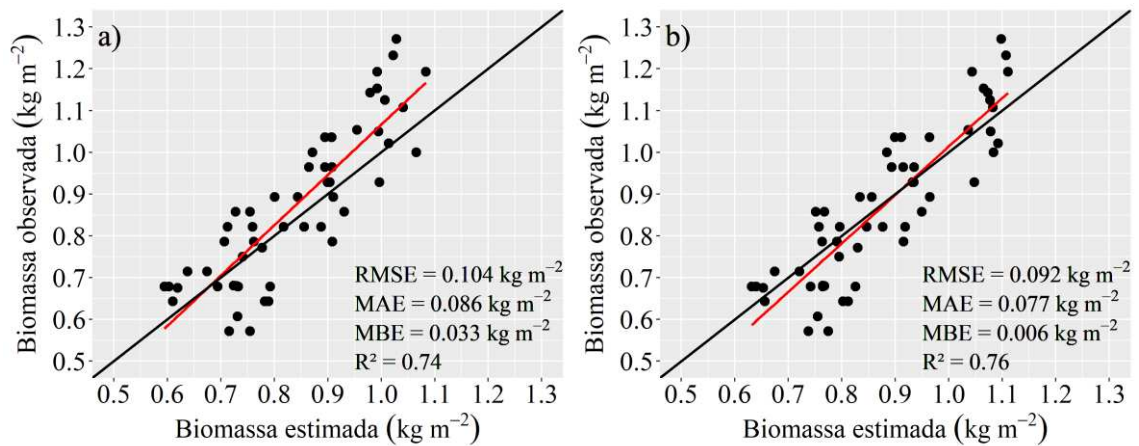 a)
Biomassa observada (kg m⁻²)
1.3
1.2
1.1
1.0
0.9
0.8
0.7
0.6
0.5
RMSE = 0.104 kg m⁻²
MAE = 0.086 kg m⁻²
MBE = 0.033 kg m⁻²
R² = 0.74
0.5 0.6 0.7 0.8 0.9 1.0 1.1 1.2 1.3
Biomassa estimada (kg m⁻²)
b)
Biomassa observada (kg m⁻²)
1.3
1.2
1.1
1.0
0.9
0.8
0.7
0.6
0.5
RMSE = 0.092 kg m⁻²
MAE = 0.077 kg m⁻²
MBE = 0.006 kg m⁻²
R² = 0.76
0.5 0.6 0.7 0.8 0.9 1.0 1.1 1.2 1.3
Biomassa estimada (kg m⁻²)